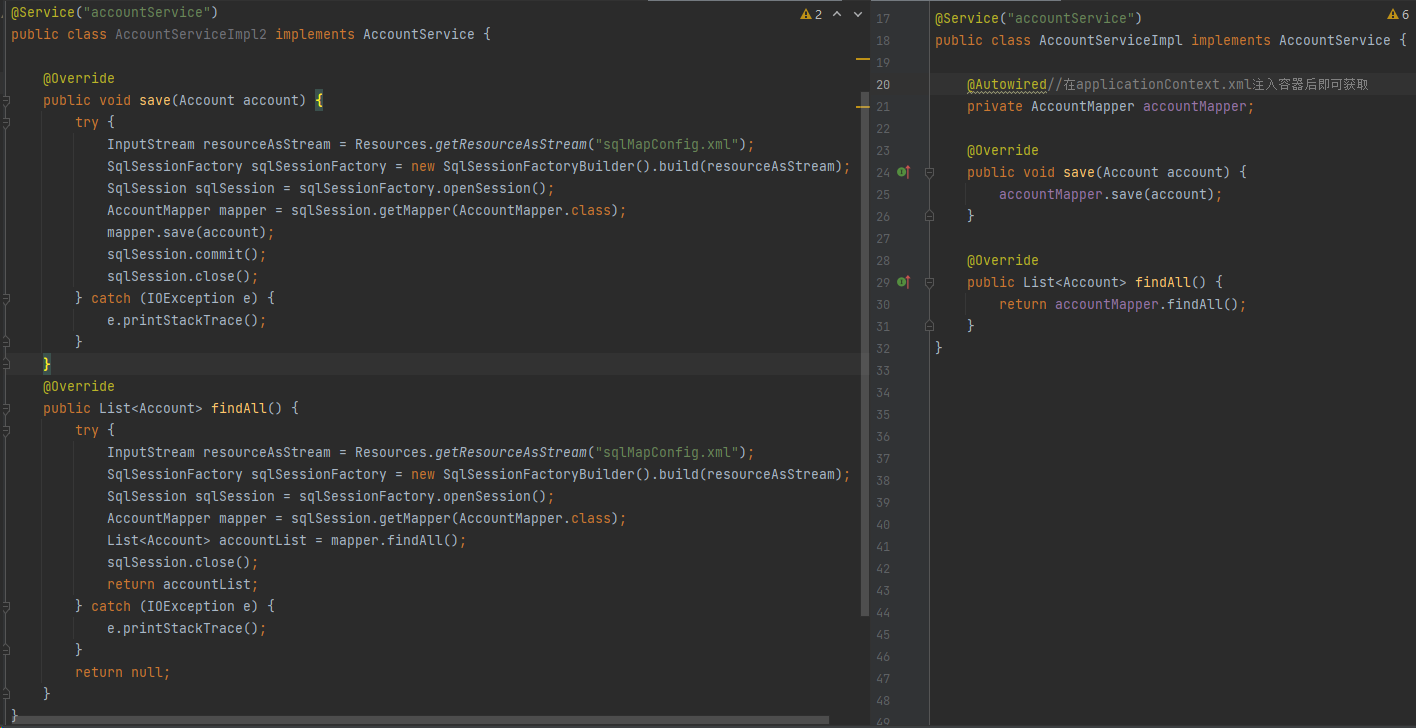 @Service("accountService")
public class AccountServiceImpl2 implements AccountService {
@Override
public void save(Account account) {
try {
InputStream resourceAsStream = Resources.getResourceAsStream("sqlMapConfig.xml");
SqlSessionFactory sqlSessionFactory = new SqlSessionFactoryBuilder().build(resourceAsStream);
SqlSession sqlSession = sqlSessionFactory.openSession();
AccountMapper mapper = sqlSession.getMapper(AccountMapper.class);
mapper.save(account);
sqlSession.commit();
sqlSession.close();
} catch (IOException e) {
e.printStackTrace();
}
}
@Override
public List<Account> findAll() {
try {
InputStream resourceAsStream = Resources.getResourceAsStream("sqlMapConfig.xml");
SqlSessionFactory sqlSessionFactory = new SqlSessionFactoryBuilder().build(resourceAsStream);
SqlSession sqlSession = sqlSessionFactory.openSession();
AccountMapper mapper = sqlSession.getMapper(AccountMapper.class);
List<Account> accountList = mapper.findAll();
sqlSession.close();
return accountList;
} catch (IOException e) {
e.printStackTrace();
}
return null;
}
}
2
17 @Service("accountService")
6
18 public class AccountServiceImpl implements AccountService {
19
20 @Autowired//在applicationContext.xml注入容器后即可获取
21 private AccountMapper accountMapper;
22
23 @Override
24 public void save(Account account) {
25 accountMapper.save(account);
26 }
27
28 @Override
29 public List<Account> findAll() {
30 return accountMapper.findAll();
31 }
32 }
33
34
35
36
37
38
39
40
41
42
43
44
45
46
47
48
49